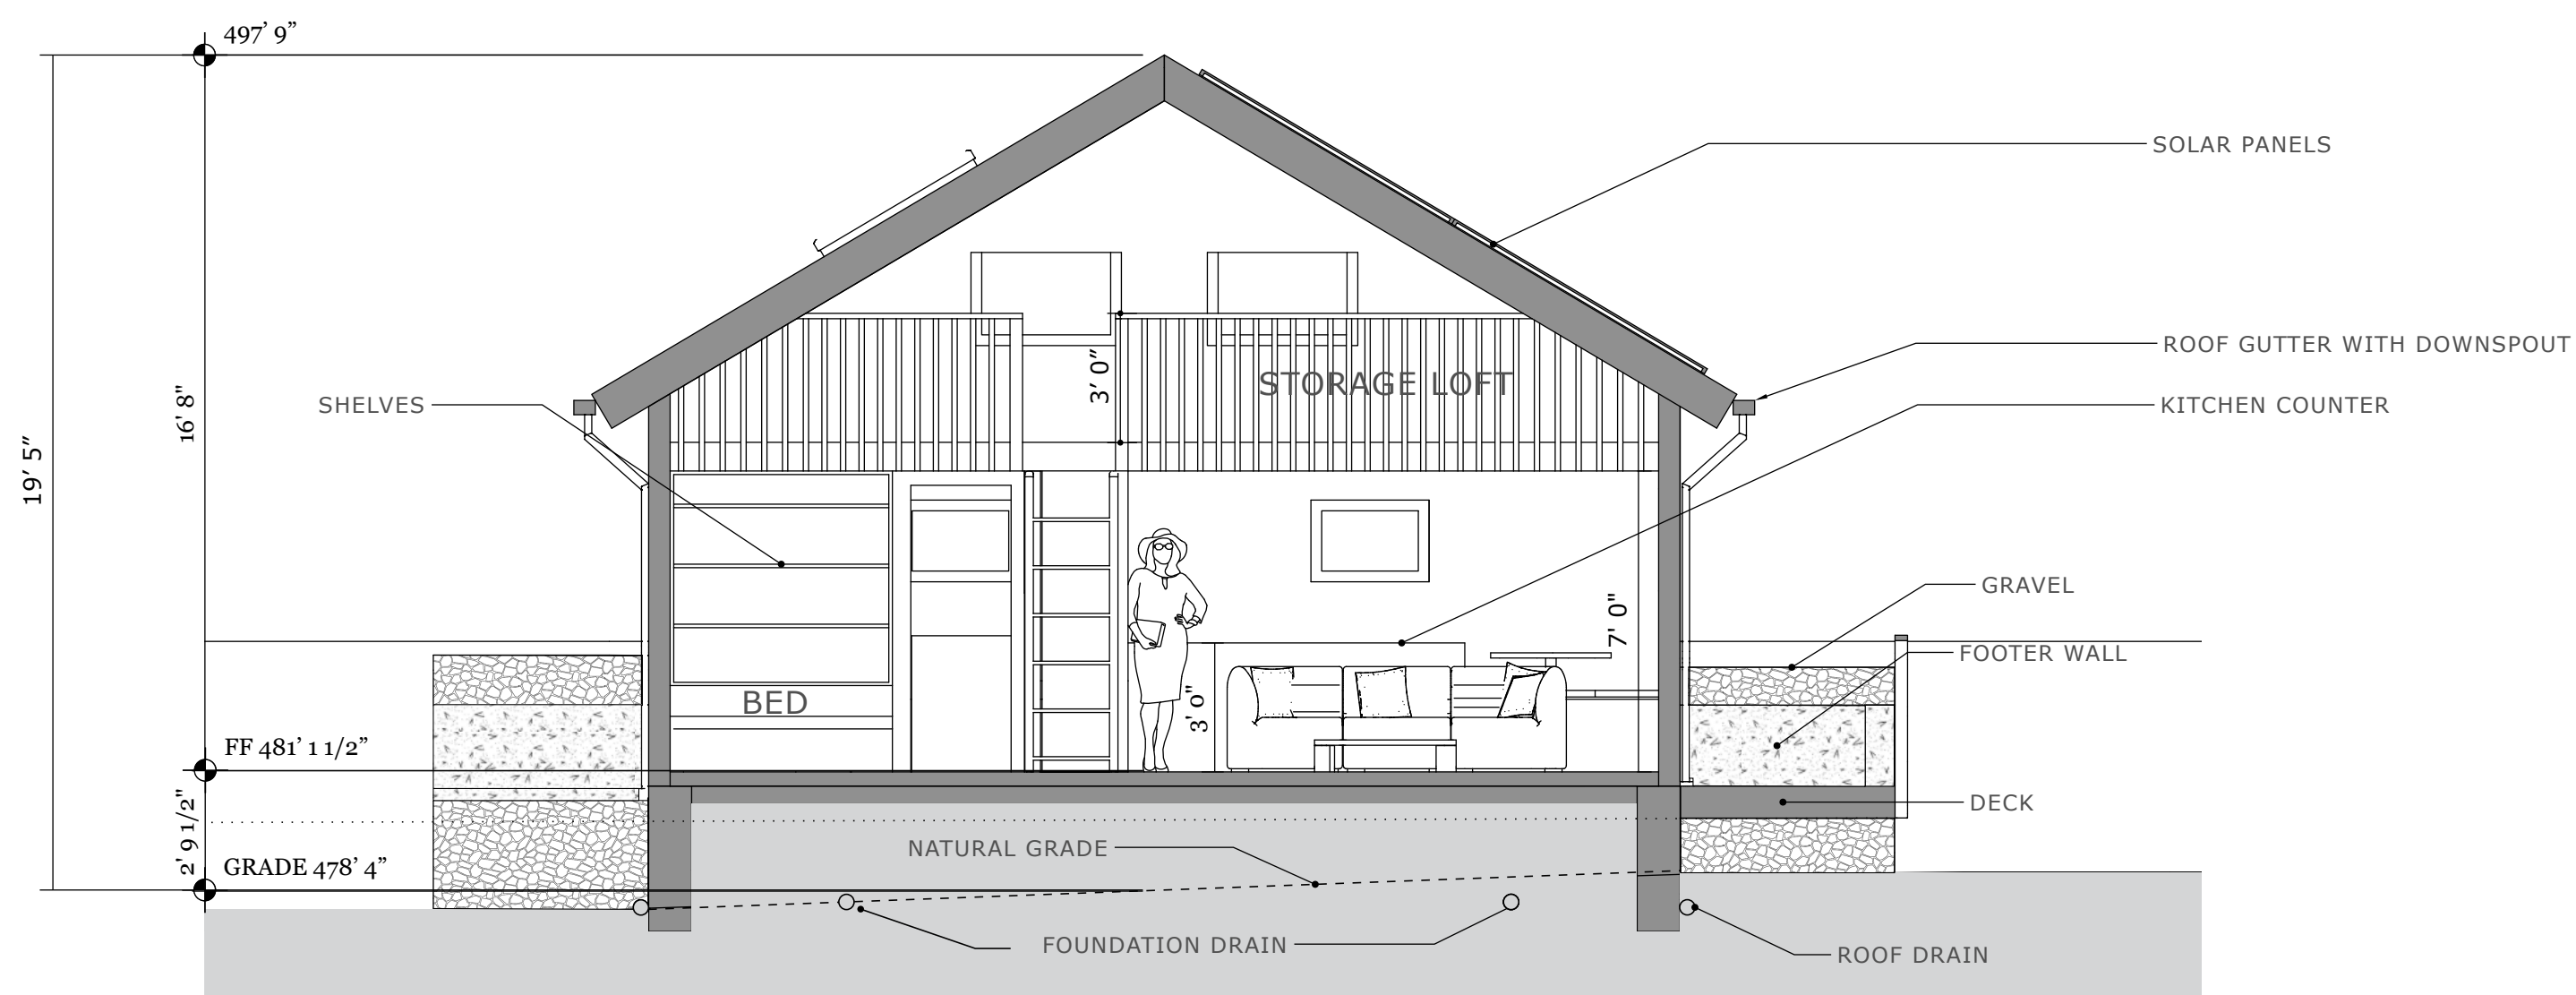 497’ 9”
SOLAR PANELS
ROOF GUTTER WITH DOWNSPOUT
3’ 0”
STORAGE LOFT
SHELVES
KITCHEN COUNTER
16' 8"
19’ 5”
GRAVEL
7' 0"
FOOTER WALL
BED
3' 0"
FF 481’ 1 1/2”
DECK
2' 9 1/2"
NATURAL GRADE
GRADE 478’ 4”
FOUNDATION DRAIN
ROOF DRAIN